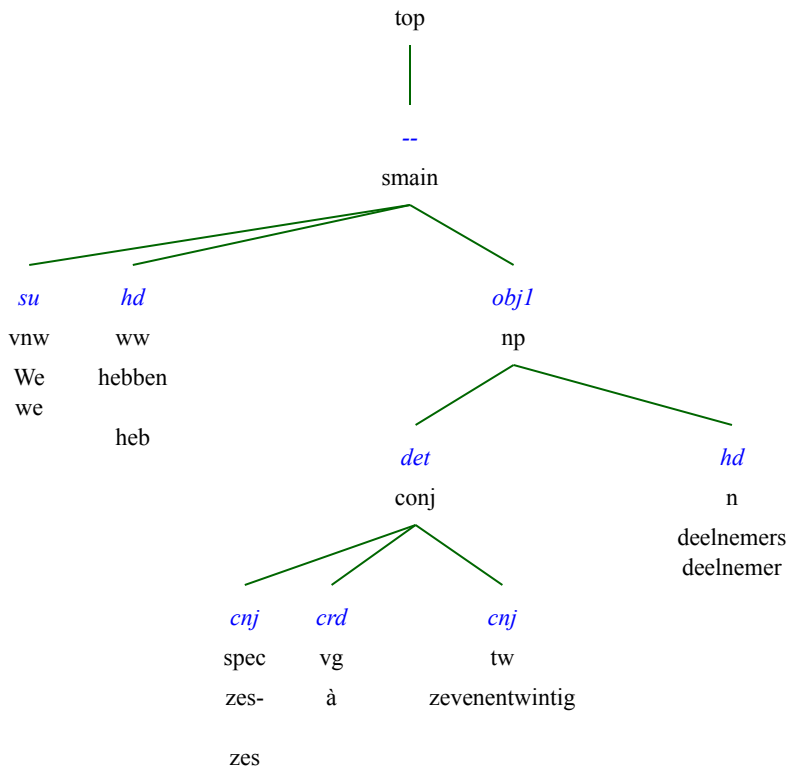 top
--
smain
su hd obj1
vnw ww np
We hebben
we
heb
det hd
conj n
deelnemers
deelnemer
cnj crd cnj
spec vg tw
zes- à zevenentwintig
zes